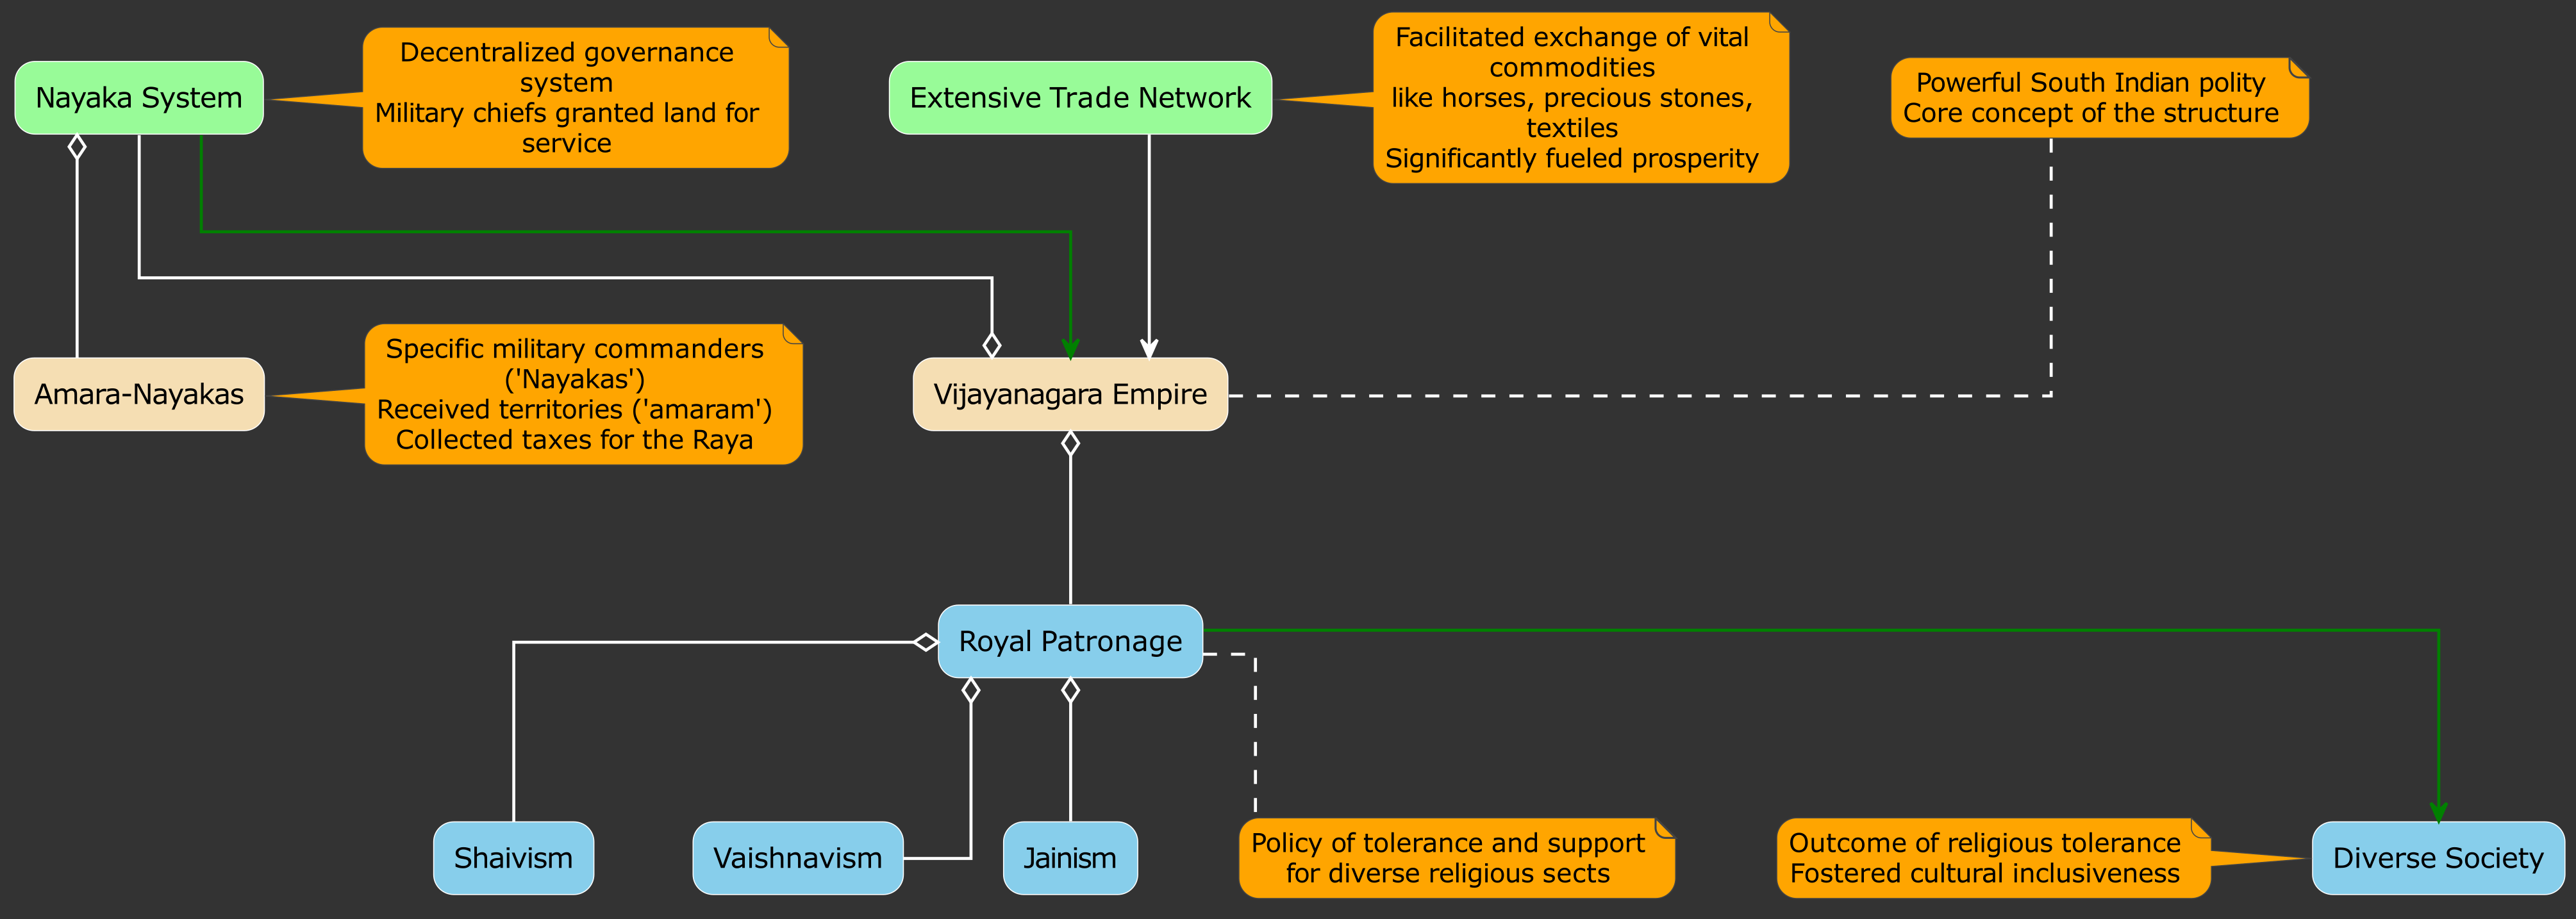 Nayaka System
Decentralized governance
system
Military chiefs granted land for
service
Extensive Trade Network
Facilitated exchange of vital
commodities
like horses, precious stones,
textiles
Significantly fueled prosperity
Powerful South Indian polity
Core concept of the structure
Amara-Nayakas
Specific military commanders
('Nayakas')
Received territories ('amaram')
Collected taxes for the Raya
Vijayanagara Empire
Royal Patronage
Shaivism
Vaishnavism
Jainism
Policy of tolerance and support
for diverse religious sects
Outcome of religious tolerance
Fostered cultural inclusiveness
Diverse Society